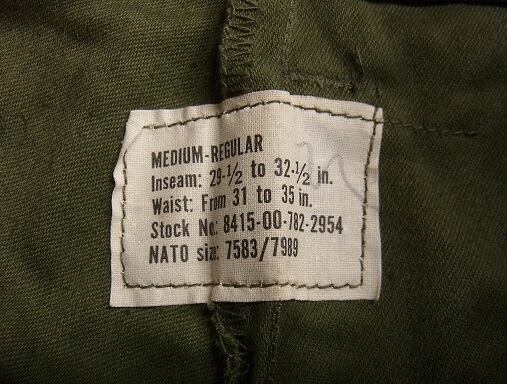 MEDIUM-REGULAR
Inseam: 29-½ to 32-½ in.
Waist: From 31 to 35 in.
Stock No.: 8415-00-782-2954
NATO size: 7583/7989